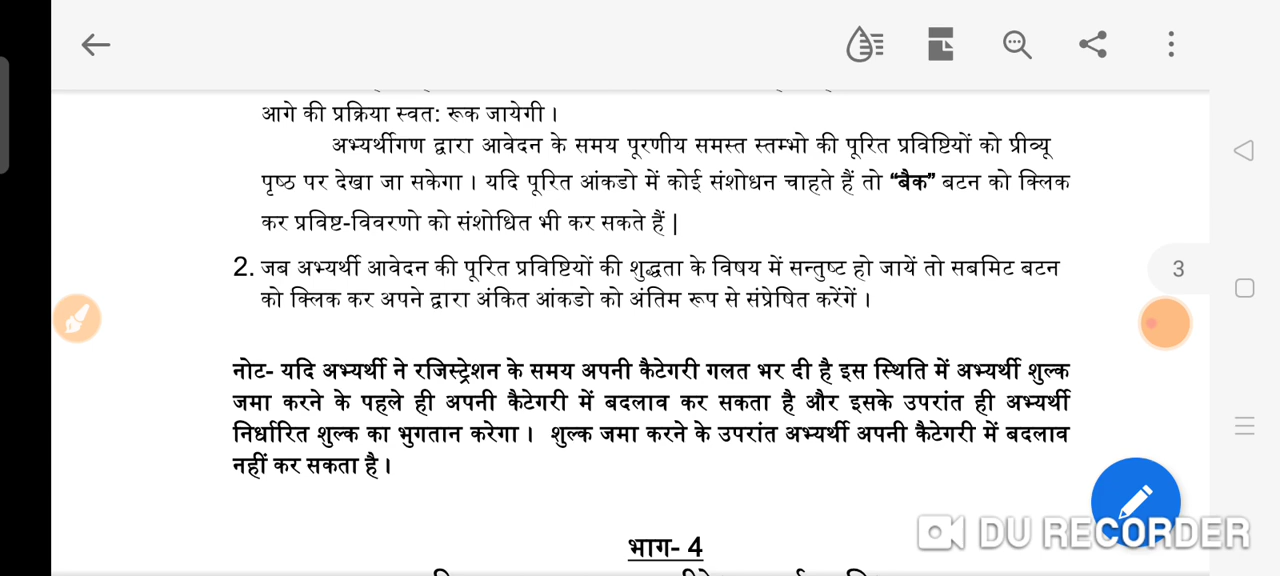 आगे की प्रक्रिया स्वत: रूक जायेगी ।
अभ्यर्थीगण द्वारा आवेदन के समय पूरणीय समस्त स्तम्भो की पूरित प्रविष्टियों को प्रीव्यू
पृष्ठ पर देखा जा सकेगा । यदि पूरित आंकडो में कोई संशोधन चाहते हैं तो “बैक” बटन को क्लिक
कर प्रविष्ट-विवरणो को संशोधित भी कर सकते हैं |
3
2. जब अभ्यर्थी आवेदन की पूरित प्रविष्टियों की शुद्धता के विषय में सन्तुष्ट हो जायें तो सबमिट बटन
को क्लिक कर अपने द्वारा अंकित आंकडो को अंतिम रूप से संप्रेषित करेंगें ।
नोट- यदि अभ्यर्थी ने रजिस्ट्रेशन के समय अपनी कैटेगरी गलत भर दी है इस स्थिति में अभ्यर्थी शुल्क
जमा करने के पहले ही अपनी कैटेगरी में बदलाव कर सकता है और इसके उपरांत ही अभ्यर्थी
निर्धारित शुल्क का भुगतान करेगा । शुल्क जमा करने के उपरांत अभ्यर्थी अपनी कैटेगरी में बदलाव
नहीं कर सकता है ।
DU RECORDER
भाग- 4